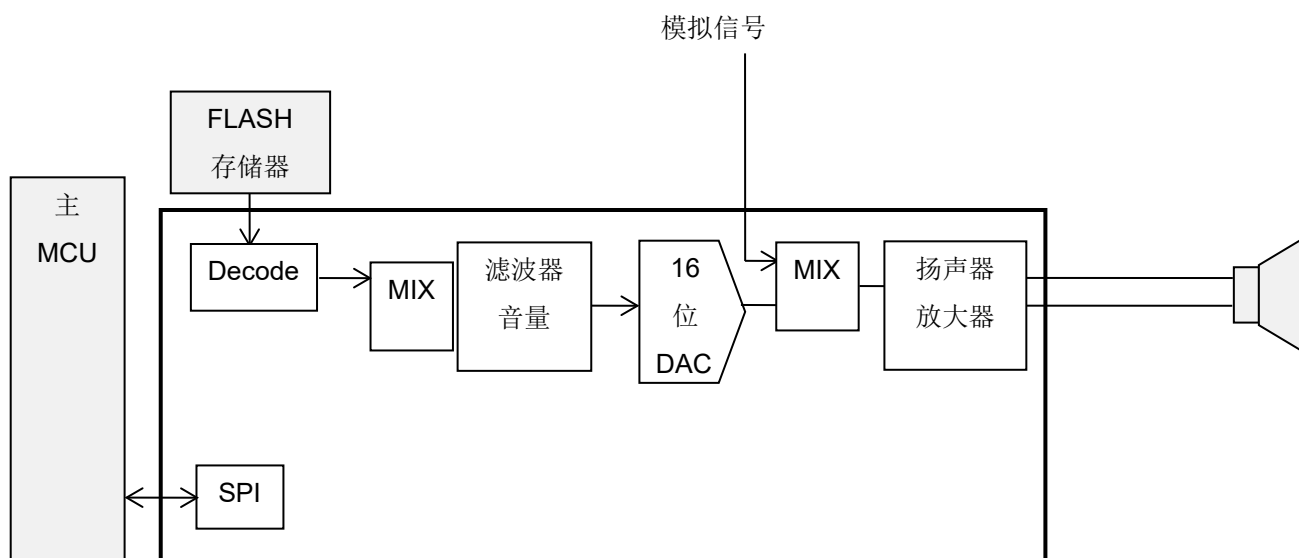 模拟信号
FLASH
存储器
主
MCU
Decode
MIX
滤波器
音量
16
位
DAC
MIX
扬声器
放大器
SPI